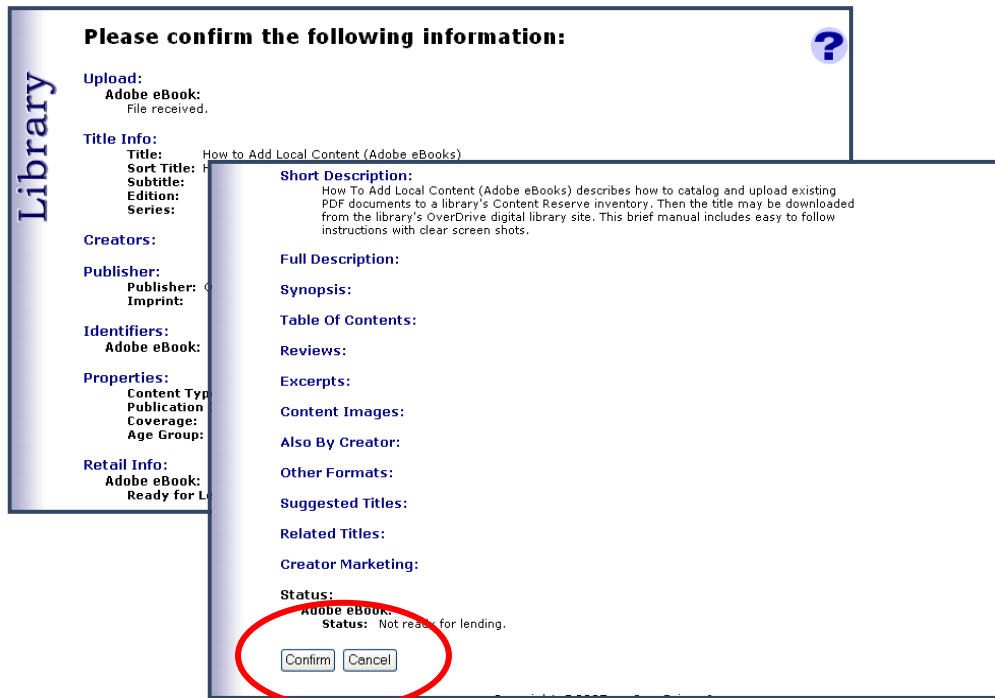 Library
Please confirm the following information:
?
Upload:
Adobe eBook:
File received.
Title Info:
Title: How to Add Local Content (Adobe eBooks)
Sort Title:
Subtitle:
Edition:
Series:
Creators:
Publisher:
Publisher:
Imprint:
Identifiers:
Adobe eBook:
Properties:
Content Typ
Publication
Coverage:
Age Group:
Retail Info:
Adobe eBook:
Ready for L
Short Description:
How To Add Local Content (Adobe eBooks) describes how to catalog and upload existing
PDF documents to a library's Content Reserve inventory. Then the title may be downloaded
from the library's OverDrive digital library site. This brief manual includes easy to follow
instructions with clear screen shots.
Full Description:
Synopsis:
Table Of Contents:
Reviews:
Excerpts:
Content Images:
Also By Creator:
Other Formats:
Suggested Titles:
Related Titles:
Creator Marketing:
Status:
Adobe eBook:
Status: Not ready for lending.
Confirm Cancel